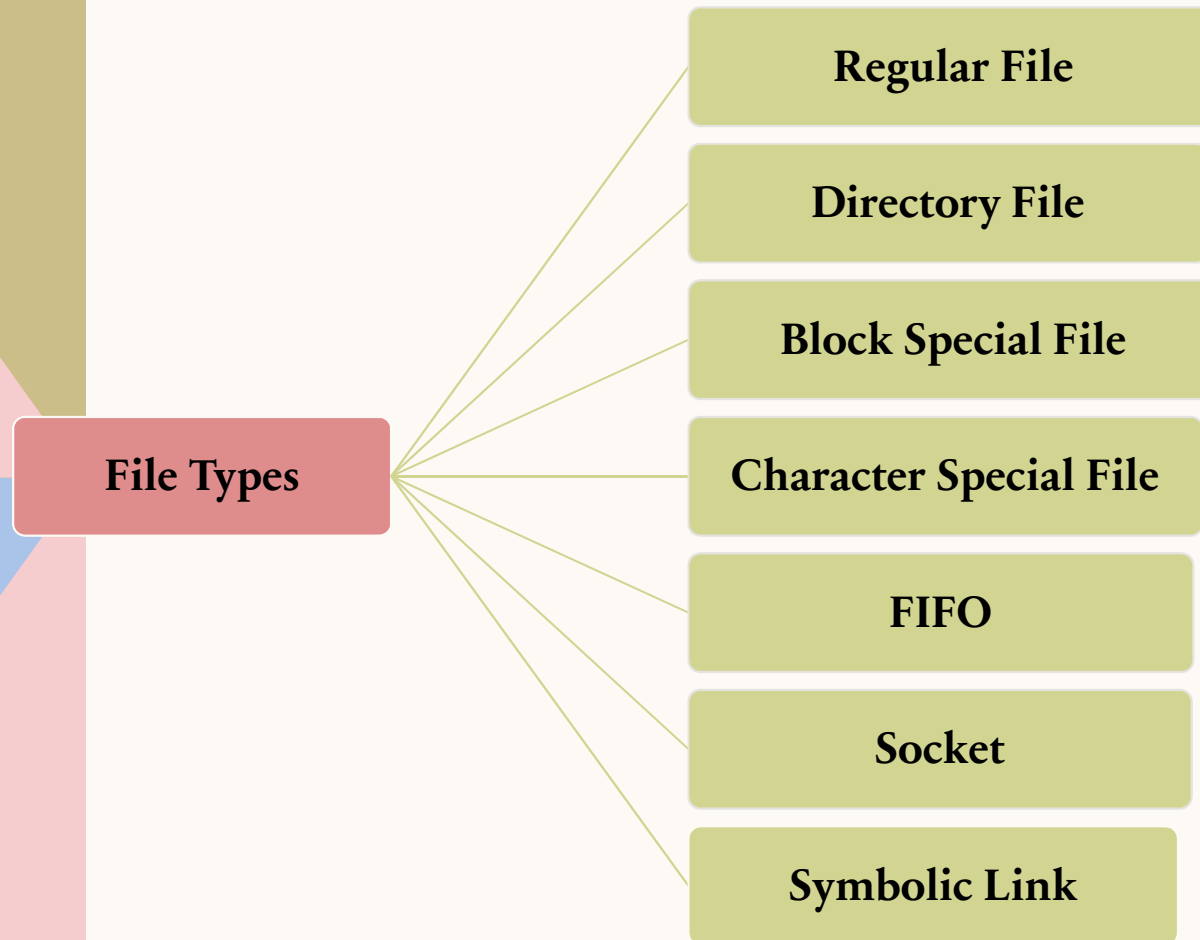 Regular File
Directory File
Block Special File
File Types
Character Special File
FIFO
Socket
Symbolic Link